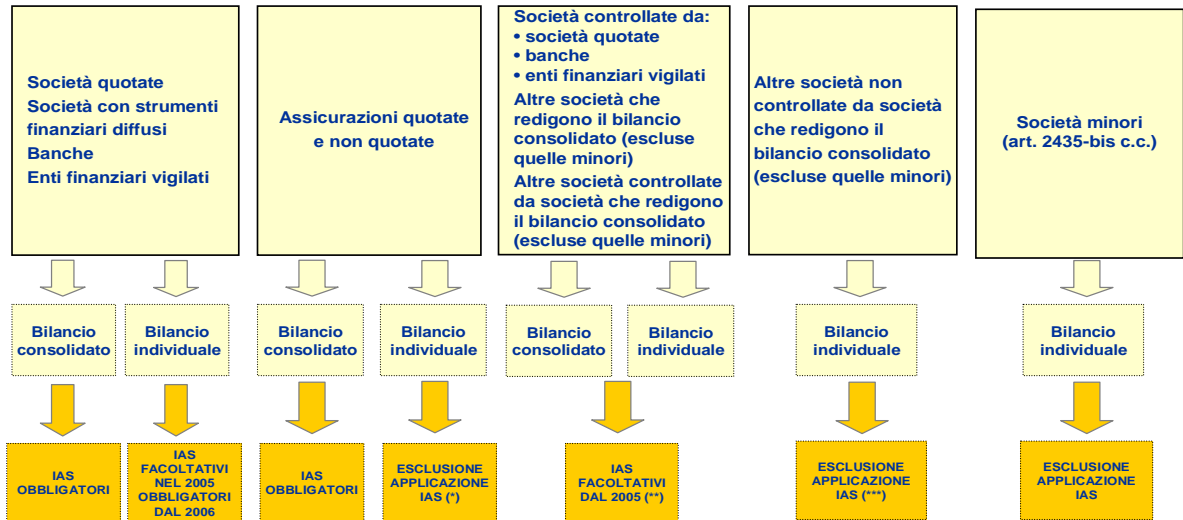 Società quotate
Società con strumenti
finanziari diffusi
Banche
Enti finanziari vigilati
Assicurazioni quotate
e non quotate
Società controllate da:
• società quotate
• banche
• enti finanziari vigilati
Altre società che
redigono il bilancio
consolidato (escluse
quelle minori)
Altre società controllate
da società che redigono
il bilancio consolidato
(escluse quelle minori)
Altre società non
controllate da società
che redigono il
bilancio consolidato
(escluse quelle minori)
Società minori
(art. 2435-bis c.c.)
Bilancio
consolidato
Bilancio
individuale
Bilancio
consolidato
Bilancio
individuale
Bilancio
consolidato
Bilancio
individuale
Bilancio
individuale
Bilancio
individuale
IAS
OBBLIGATORI
IAS
FACOLTATIVI
NEL 2005
OBBLIGATORI
DAL 2006
IAS
OBBLIGATORI
ESCLUSIONE
APPLICAZIONE
IAS (*)
IAS
FACOLTATIVI
DAL 2005 (**)
ESCLUSIONE
APPLICAZIONE
IAS (***)
ESCLUSIONE
APPLICAZIONE
IAS